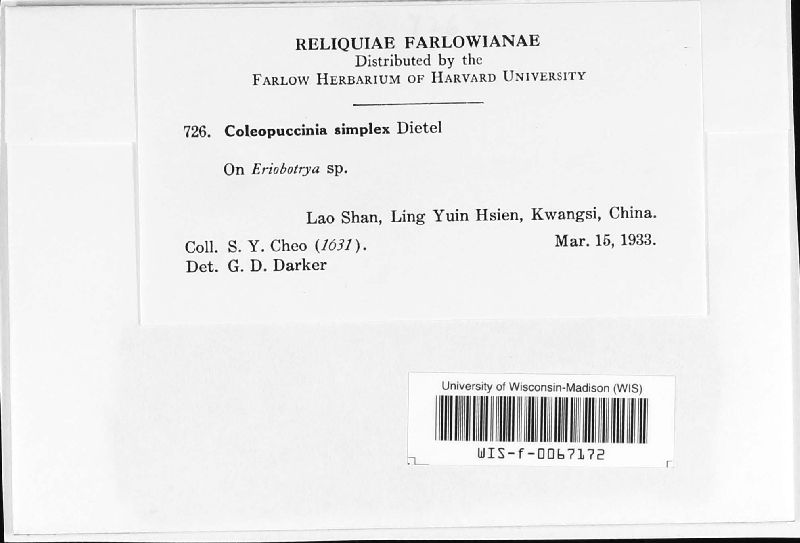 RELIQUIAE FARLOWIANAE
Distributed by the
FARLOW HERBARIUM OF HARVARD UNIVERSITY
726. Coleopuccinia simplex Dietel
On Eriobotrya sp.
Lao Shan, Ling Yuin Hsien, Kwangsi, China.
Coll. S. Y. Cheo (1631). Mar. 15, 1933.
Det. G. D. Darker
University of Wisconsin-Madison (WIS)
WIS-f-0067172